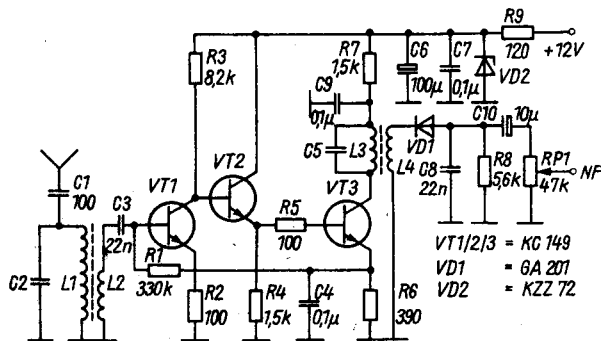 R9
120
+12V
R3
8,2k
R7
1,5k
C6
100µ
C7
0,1µ
VD2
C9
0,1µ
C10
10µ
VT2
C5
L3
L4
VD1
C8
22n
R8
5,6k
RP1
47k
NF
C1
100
C3
22n
VT1
R5
100
VT3
C2
L1
L2
R1
330k
R2
100
R4
1,5k
C4
0,1µ
R6
390
VT1/2/3 = KC 149
VD1 = GA 201
VD2 = KZZ 72